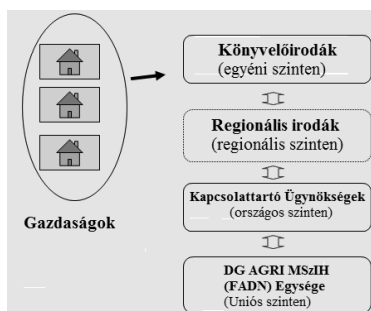 Könyvelőirodák
(egyéni szinten)
Regionális irodák
(regionális szinten)
Kapcsolattartó Ügynökségek
(országos szinten)
Gazdaságok
DG AGRI MSzIH
(FADN) Egysége
(Uniós szinten)